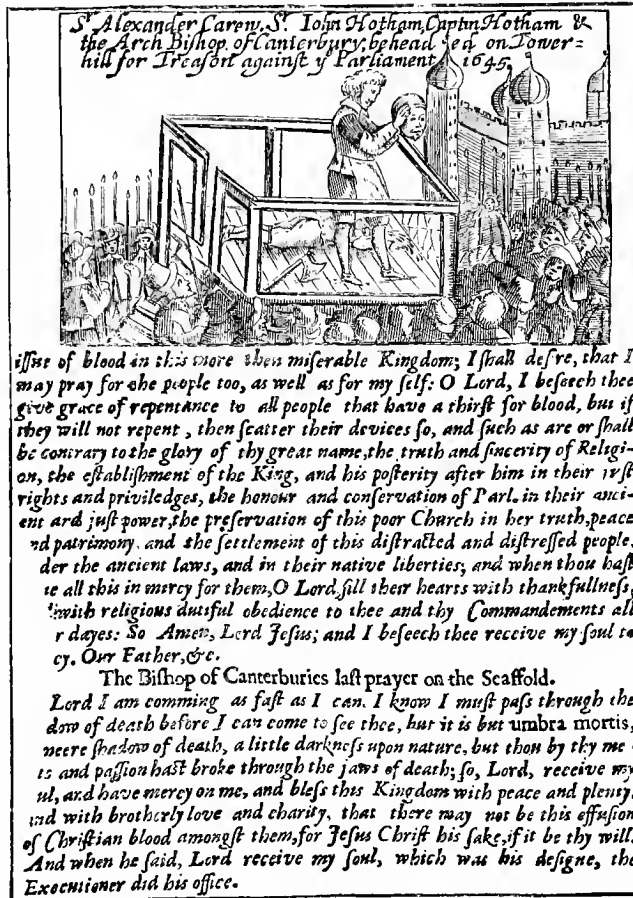 Sr Alexander Carew, Sr Iohn Hotham, Captin Hotham &
the Arch Bishop of Canterbury, behead =ed on Tower=
hill for Treason against ye Parliament 1645
issue of blood in this more then miserable Kingdom; I shall desire, that I
may pray for the people too, as well as for my self: O Lord, I beseech thee
give grace of repentance to all people that have a thirst for blood, but if
they will not repent, then scatter their devices so, and such as are or shall
be contrary to the glory of thy great name, the truth and sincerity of Religi-
on, the establishment of the King, and his posterity after him in their just
rights and priviledges, the honour and conservation of Parl. in their anci-
ent and just power, the preservation of this poor Church in her truth, peace
nd patrimony, and the settlement of this distracted and distressed people,
der the ancient laws, and in their native liberties; and when thou hast
ne all this in mercy for them, O Lord, fill their hearts with thankfullness,
with religious dutiful obedience to thee and thy Commandements all
r dayes: So Amen, Lord Jesus; and I beseech thee receive my soul to
cy. Our Father, &c.
The Bishop of Canterburies last prayer on the Scaffold.
Lord I am comming as fast as I can. I know I must pass through the
dow of death before I can come to see thee, but it is but umbra mortis,
meere shadow of death, a little darkness upon nature, but thou by thy me
ts and passion hast broke through the jaws of death; so, Lord, receive my
ul, and have mercy on me, and bless this Kingdom with peace and plenty,
and with brotherly love and charity, that there may not be this effusion
of Christian blood amongst them, for Jesus Christ his sake, if it be thy will.
And when he said, Lord receive my soul, which was his designe, the
Executioner did his office.